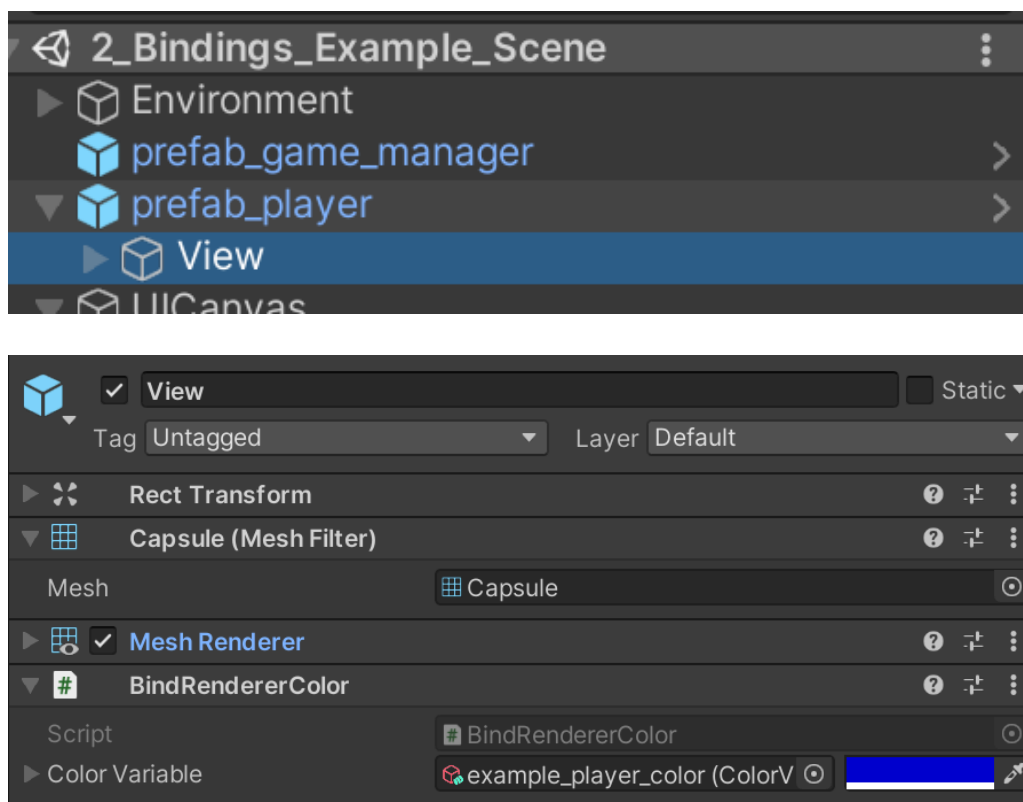 2_Bindings_Example_Scene
Environment
prefab_game_manager
prefab_player
View
UICanvas
View Static
Tag Untagged Layer Default
Rect Transform
Capsule (Mesh Filter)
Mesh Capsule
Mesh Renderer
# BindRendererColor
Script # BindRendererColor
Color Variable example_player_color (ColorV